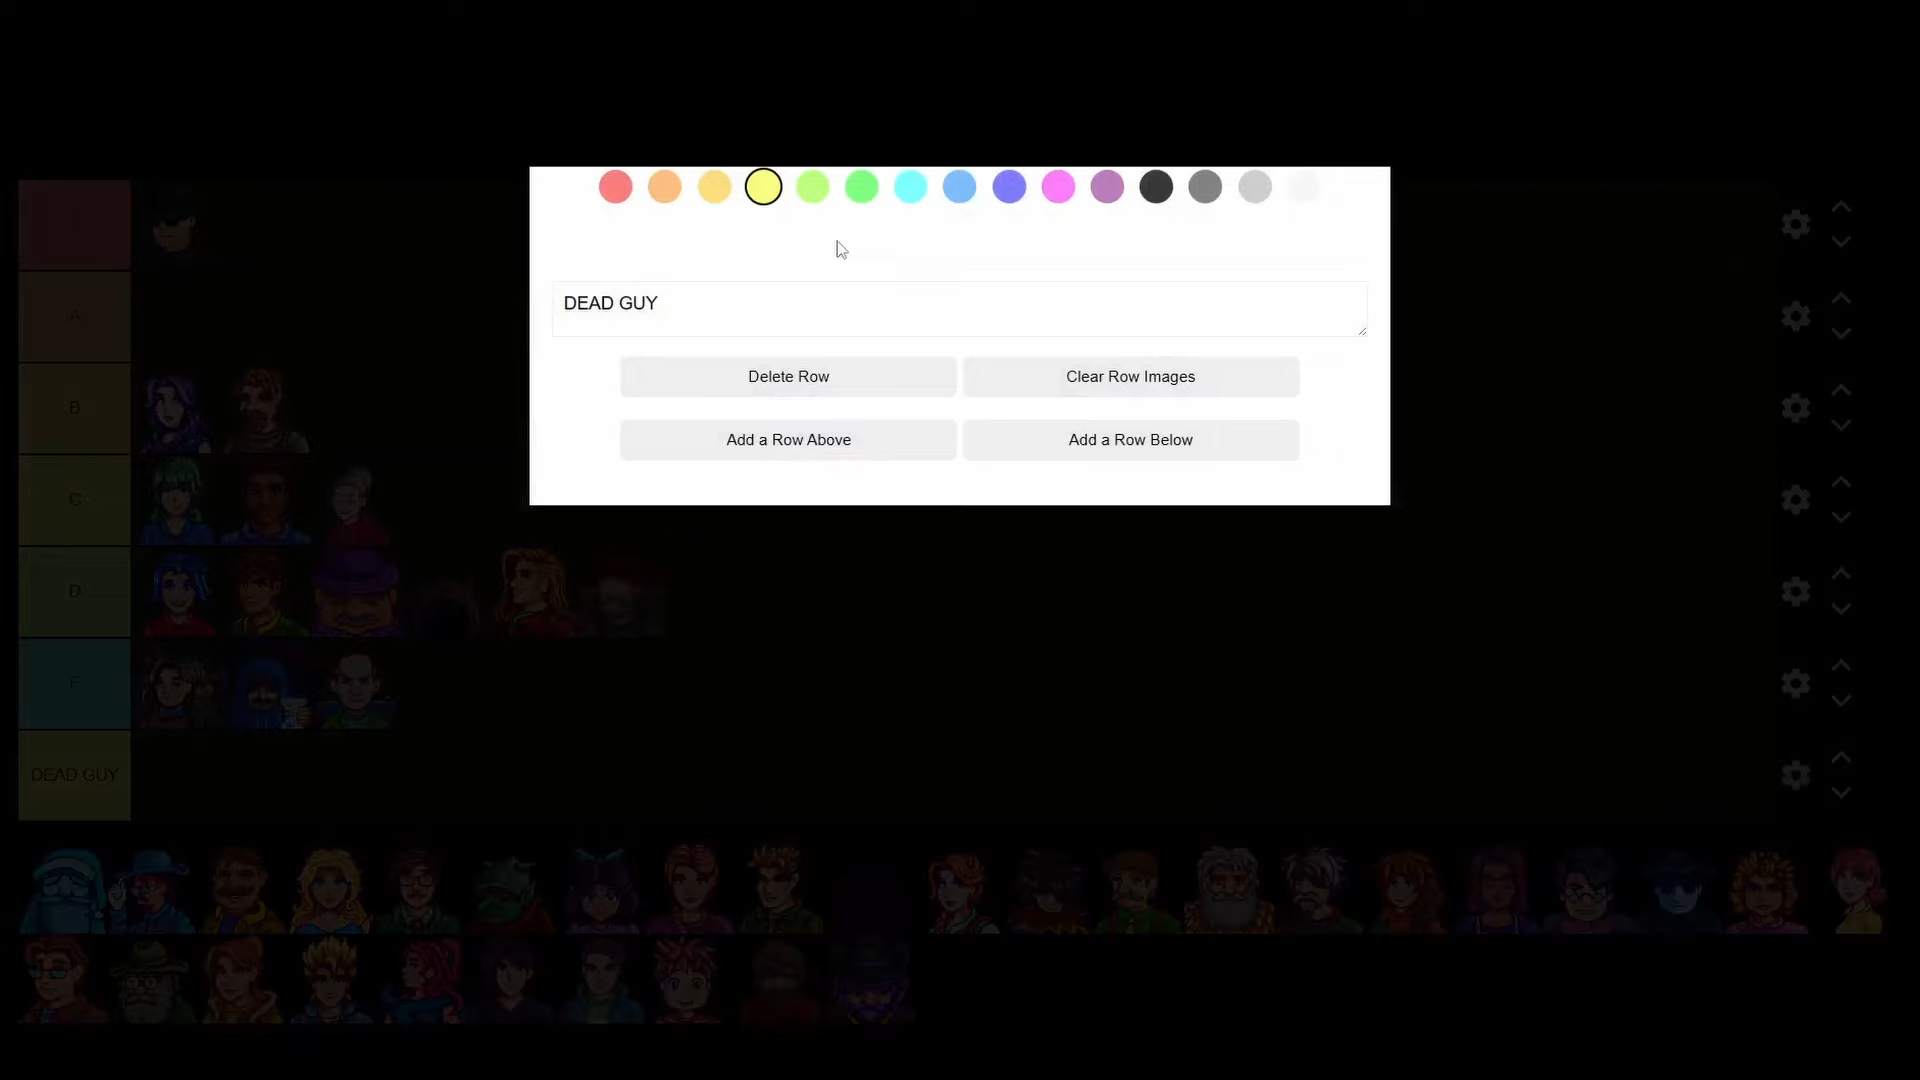 DEAD GUY
Delete Row
Clear Row Images
Add a Row Above
Add a Row Below
A
B
C
D
F
DEAD GUY